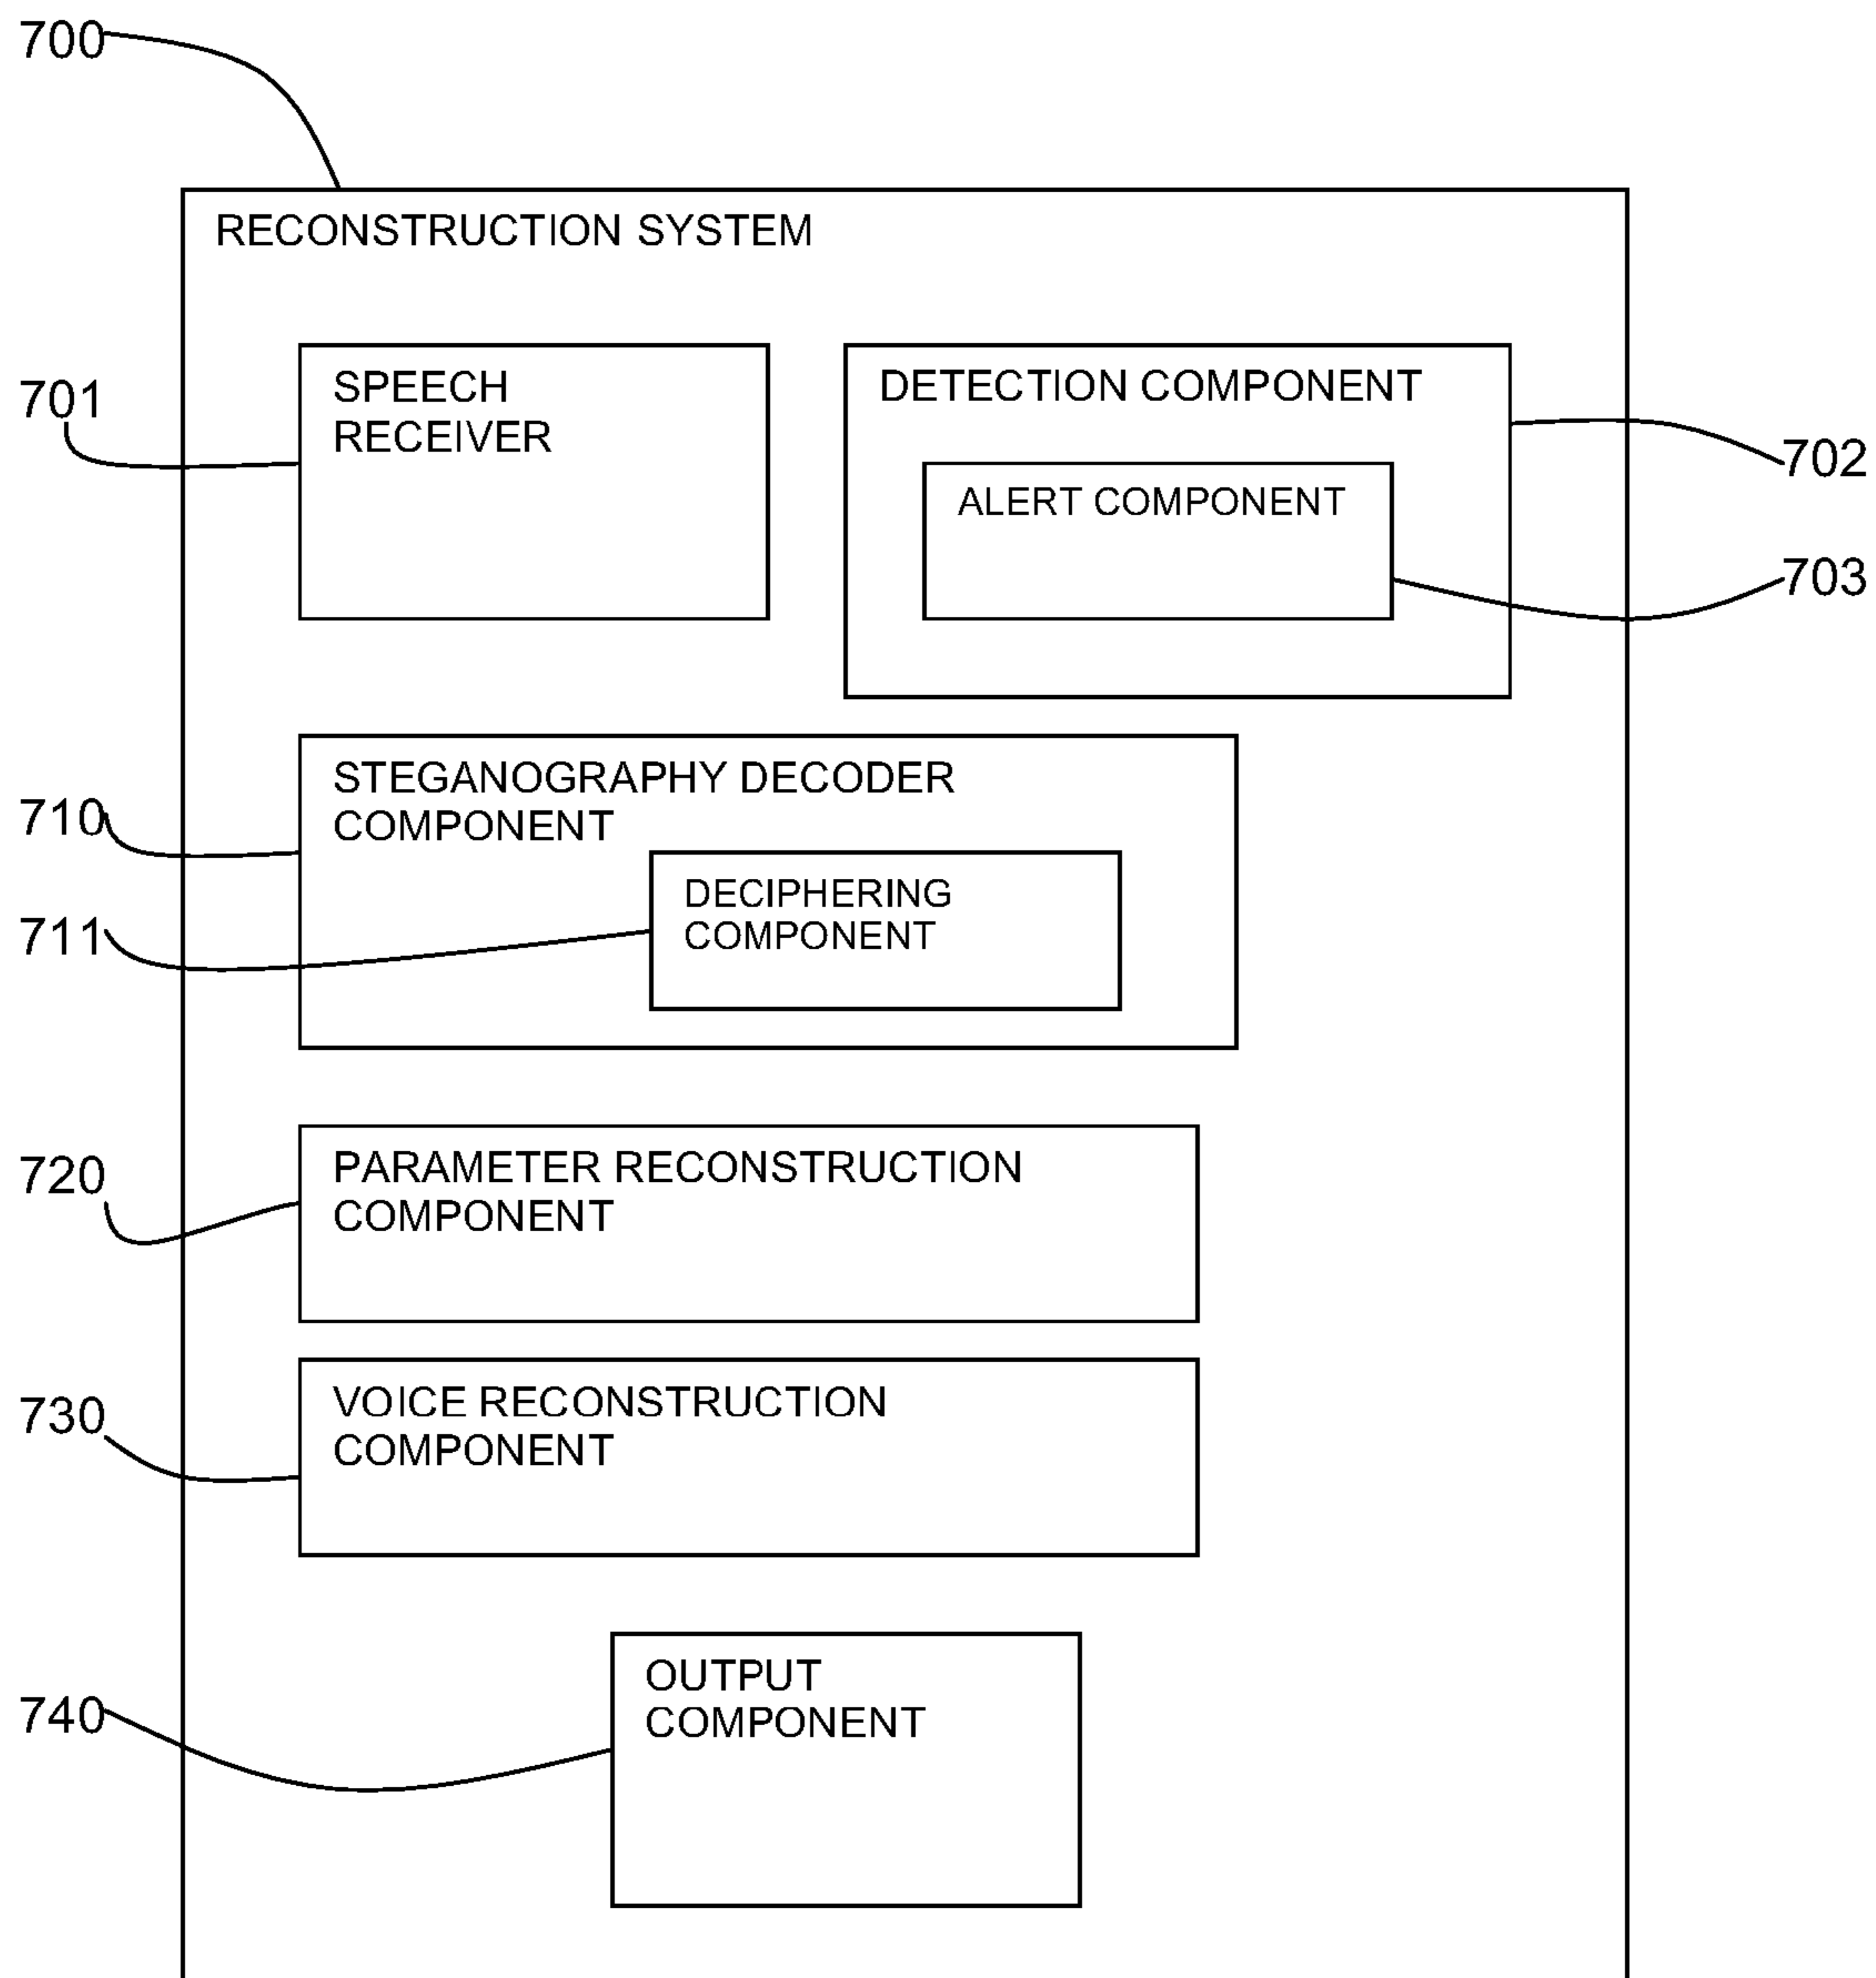 700
RECONSTRUCTION SYSTEM
701
SPEECH
RECEIVER
DETECTION COMPONENT
702
ALERT COMPONENT
703
710
STEGANOGRAPHY DECODER
COMPONENT
711
DECIPHERING
COMPONENT
720
PARAMETER RECONSTRUCTION
COMPONENT
730
VOICE RECONSTRUCTION
COMPONENT
740
OUTPUT
COMPONENT